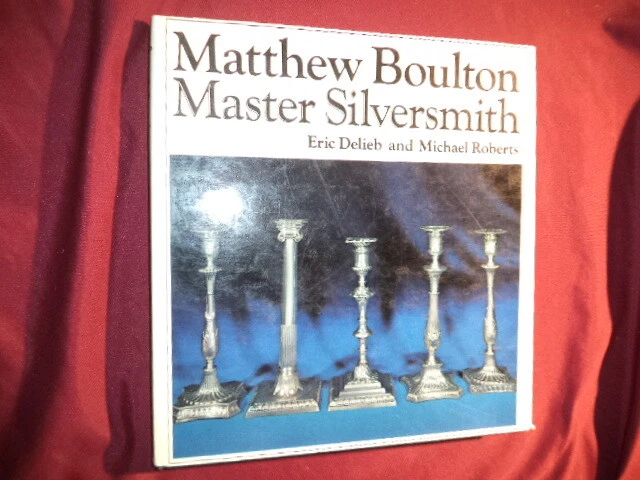 Matthew Boulton
Master Silversmith
Eric Delieb and Michael Roberts